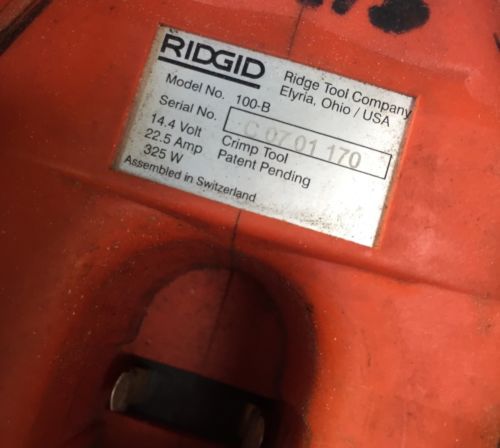 RIDGID
Ridge Tool Company
Elyria, Ohio / USA
Model No. 100-B
Serial No. C 07 01 170
14.4 Volt
22.5 Amp
325 W
Crimp Tool
Patent Pending
Assembled in Switzerland